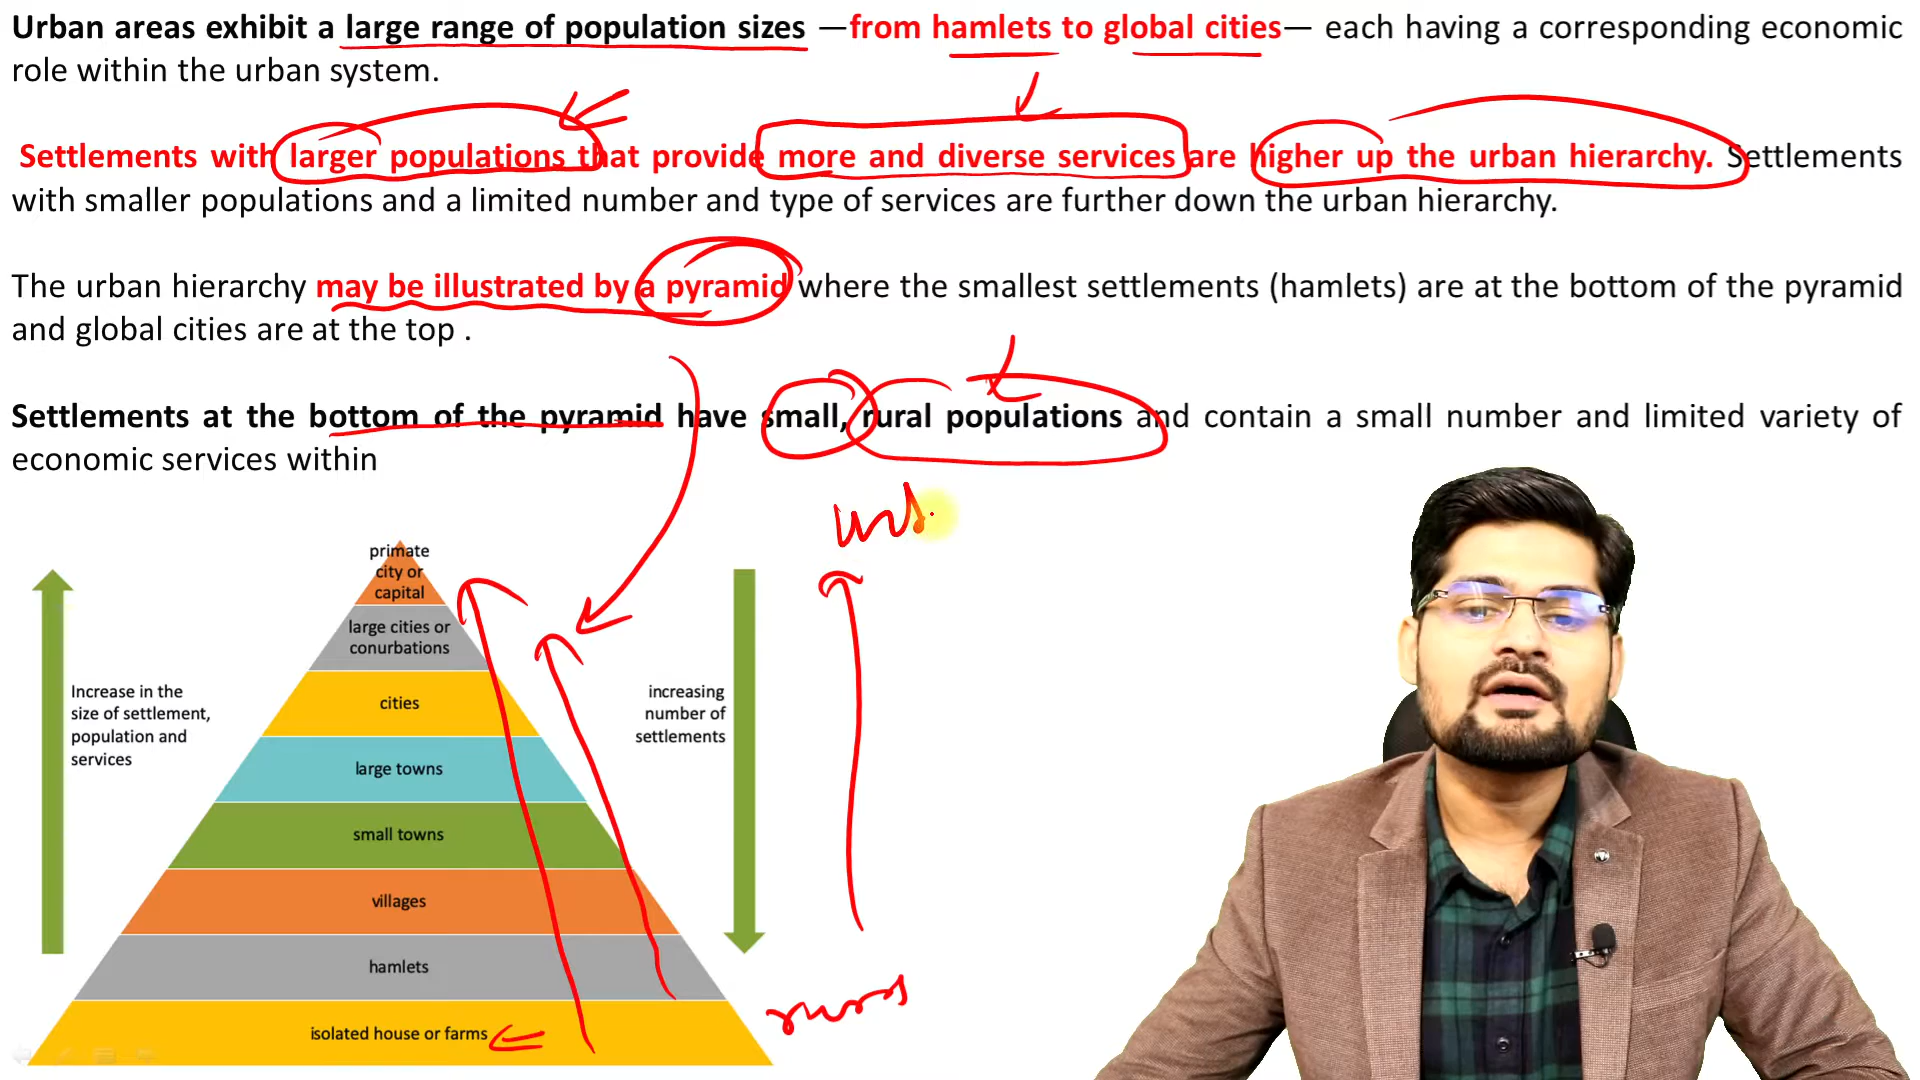 Urban areas exhibit a large range of population sizes —from hamlets to global cities— each having a corresponding economic
role within the urban system.
Settlements with larger populations that provide more and diverse services are higher up the urban hierarchy. Settlements
with smaller populations and a limited number and type of services are further down the urban hierarchy.
The urban hierarchy may be illustrated by a pyramid where the smallest settlements (hamlets) are at the bottom of the pyramid
and global cities are at the top .
Settlements at the bottom of the pyramid have small, rural populations and contain a small number and limited variety of
economic services within
urb
primate
city or
capital
large cities or
conurbations
cities
large towns
small towns
villages
hamlets
isolated house or farms
Increase in the
size of settlement,
population and
services
increasing
number of
settlements
rural